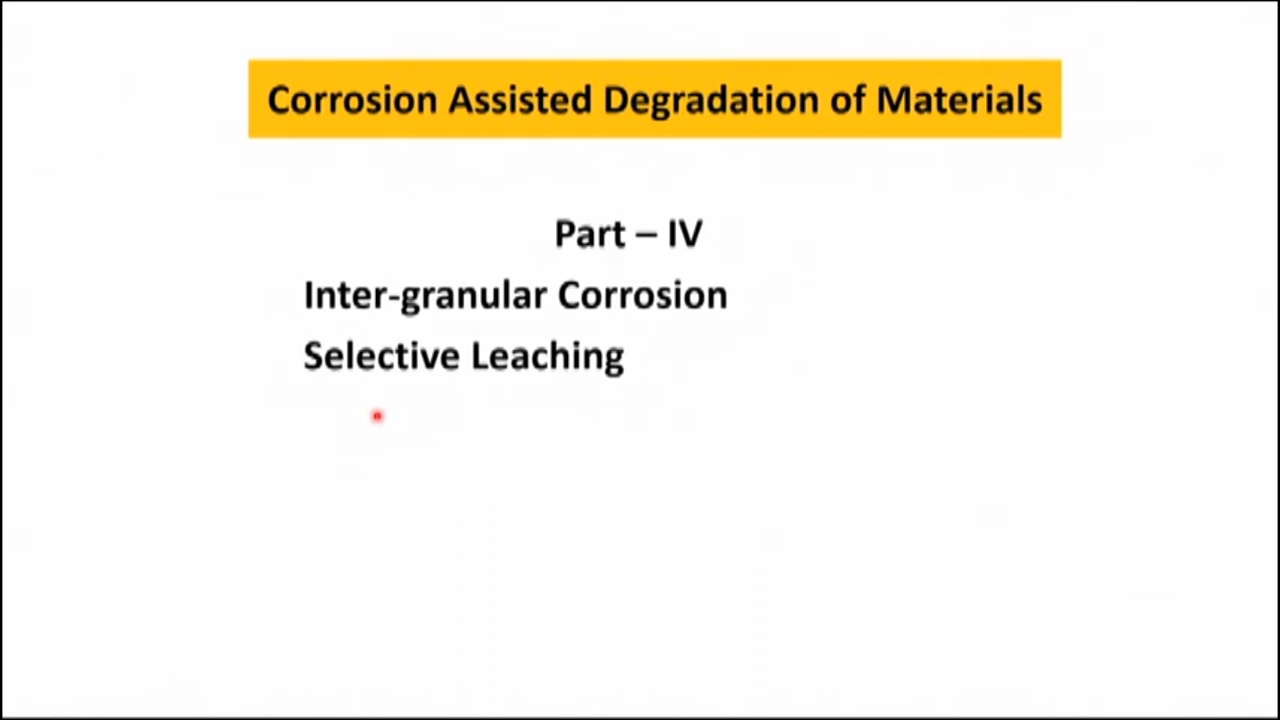 Corrosion Assisted Degradation of Materials
Part – IV
Inter-granular Corrosion
Selective Leaching